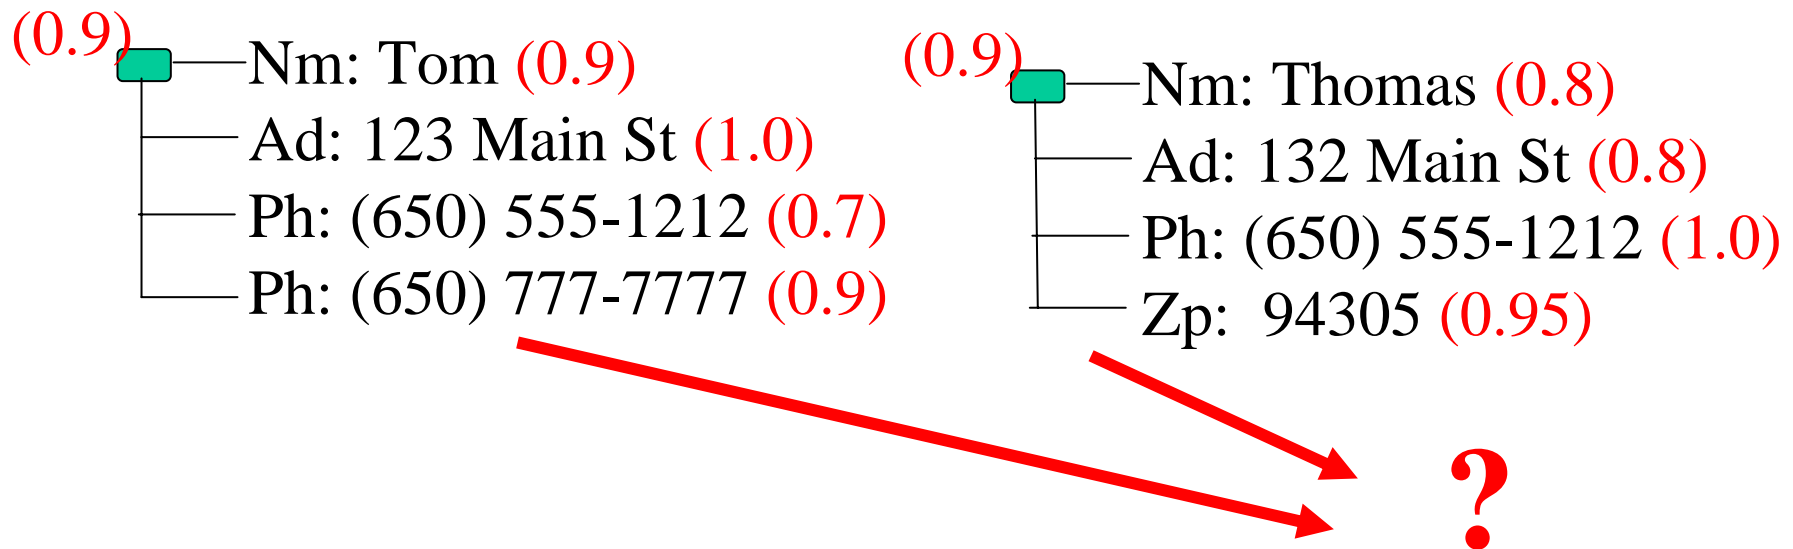 (0.9)
Nm: Tom (0.9)
Ad: 123 Main St (1.0)
Ph: (650) 555-1212 (0.7)
Ph: (650) 777-7777 (0.9)
(0.9)
Nm: Thomas (0.8)
Ad: 132 Main St (0.8)
Ph: (650) 555-1212 (1.0)
Zp: 94305 (0.95)
?